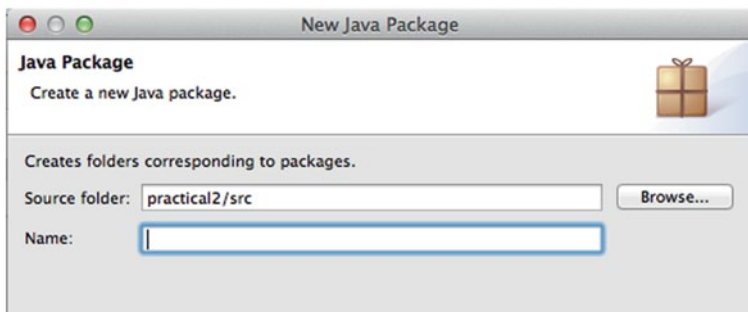 New Java Package
Java Package
Create a new Java package.
Creates folders corresponding to packages.
Source folder: practical2/src Browse...
Name: